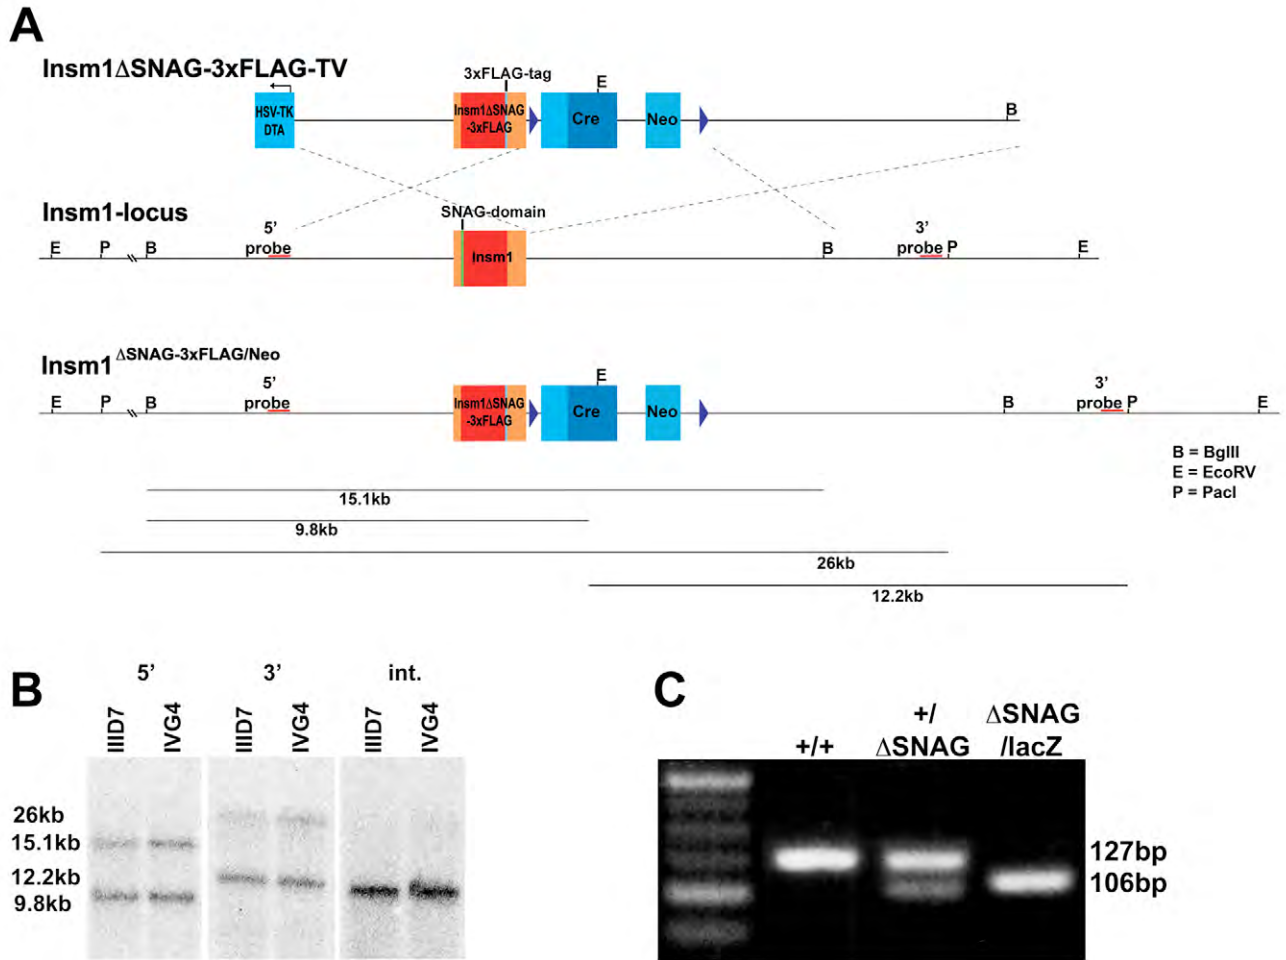 A
Insm1ΔSNAG-3xFLAG-TV
3xFLAG-tag
E
B
HSV-TK
DTA
Insm1ΔSNAG
-3xFLAG
Cre
Neo
Insm1-locus
SNAG-domain
5’
3’
E P B probe Insm1 B probe P E
Insm1ΔSNAG-3xFLAG/Neo
E
5’
3’
E P B probe B probe P E
Insm1ΔSNAG
-3xFLAG
Cre
Neo
B = BglII
E = EcoRV
P = PacI
15.1kb
9.8kb
26kb
12.2kb
B
5’ 3’ int.
IIID7 IVG4 IIID7 IVG4 IIID7 IVG4
26kb
15.1kb
12.2kb
9.8kb
C
+/+
+/
ΔSNAG
ΔSNAG
/lacZ
127bp
106bp